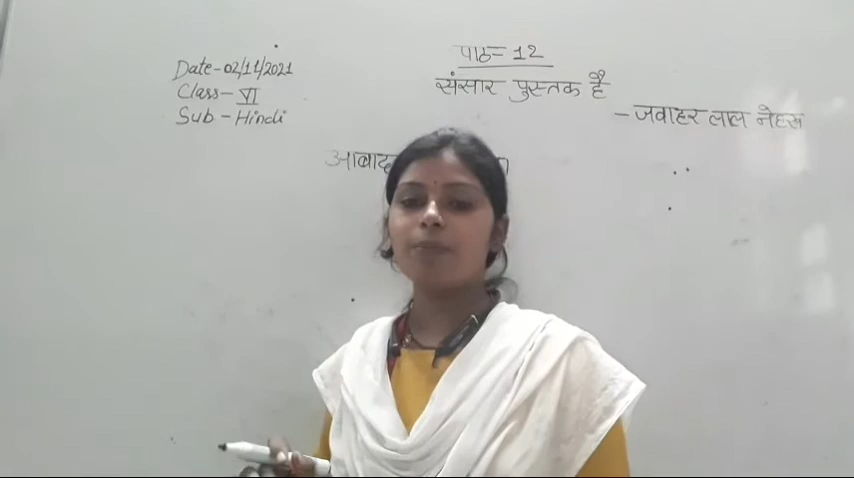 Date-02/11/2021
Class-VI
Sub-Hindi
पाठ=12
संसार पुस्तक है
-जवाहर लाल नेहरू